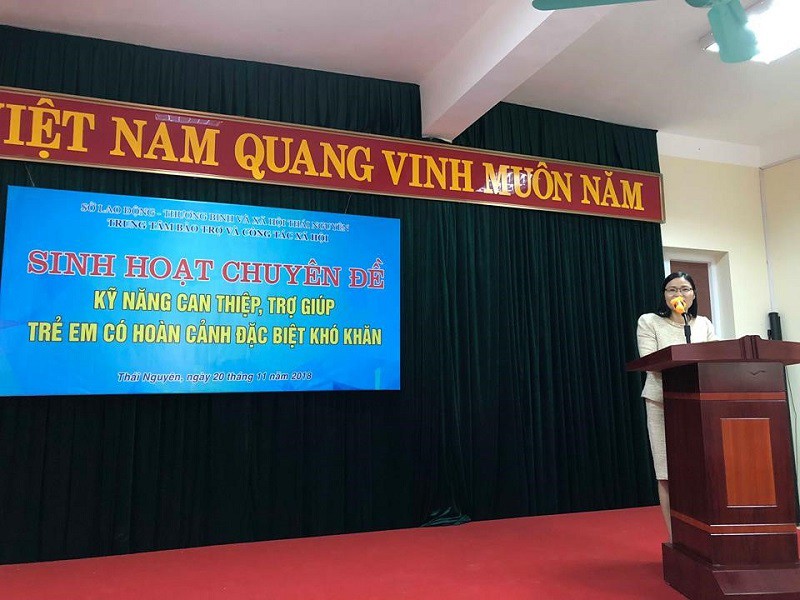 VIỆT NAM QUANG VINH MUÔN NĂM
SỞ LAO ĐỘNG - THƯƠNG BINH VÀ XÃ HỘI THÁI NGUYÊN
TRUNG TÂM BẢO TRỢ VÀ CÔNG TÁC XÃ HỘI
SINH HOẠT CHUYÊN ĐỀ
KỸ NĂNG CAN THIỆP, TRỢ GIÚP
TRẺ EM CÓ HOÀN CẢNH ĐẶC BIỆT KHÓ KHĂN
Thái Nguyên, ngày 20 tháng 11 năm 2018